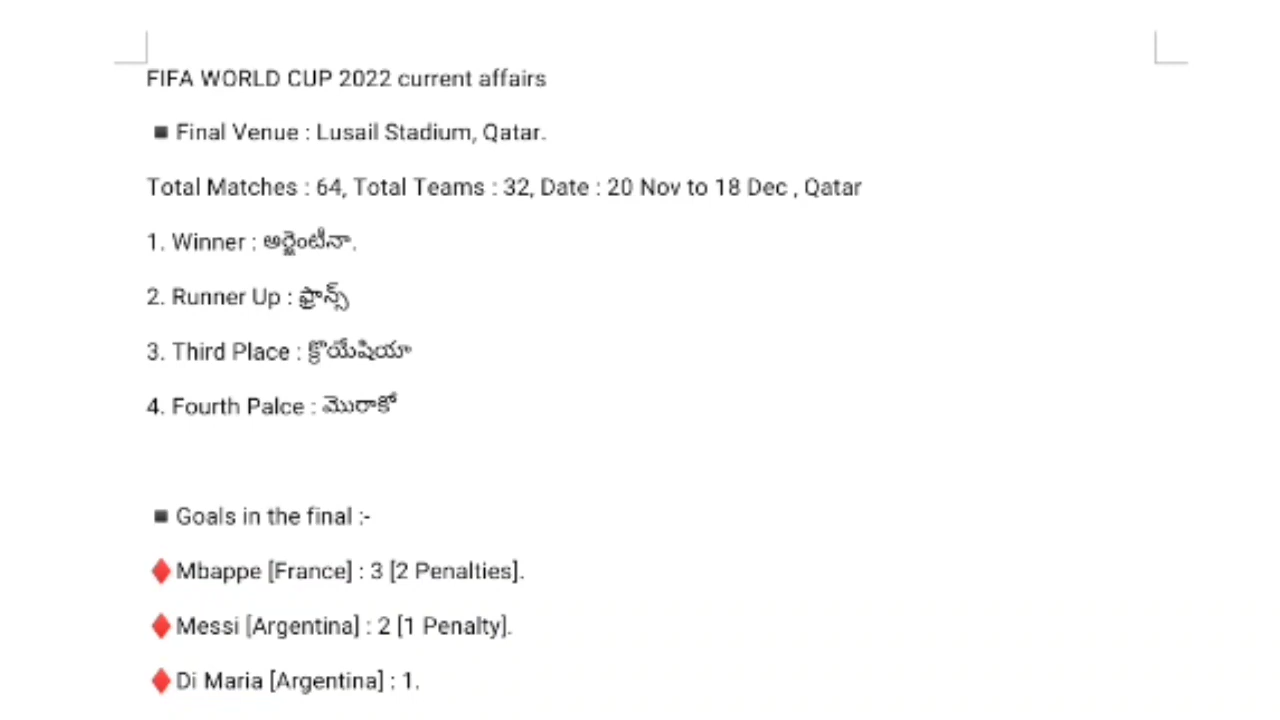 FIFA WORLD CUP 2022 current affairs
◾ Final Venue : Lusail Stadium, Qatar.
Total Matches : 64, Total Teams : 32, Date : 20 Nov to 18 Dec , Qatar
1. Winner : అర్జెంటీనా.
2. Runner Up : ఫ్రాన్స్
3. Third Place : క్రొయేషియా
4. Fourth Palce : మొరాకో
◾ Goals in the final :-
♦️Mbappe [France] : 3 [2 Penalties].
♦️Messi [Argentina] : 2 [1 Penalty].
♦️Di Maria [Argentina] : 1.